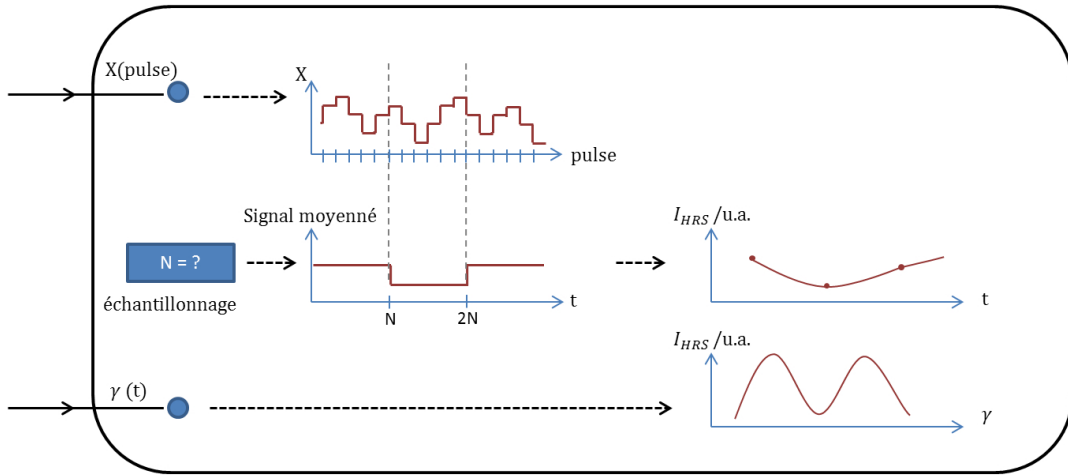 X(pulse)
X
pulse
Signal moyenné
N = ?
échantillonnage
t
N
2N
I_HRS /u.a.
t
I_HRS /u.a.
γ (t)
γ